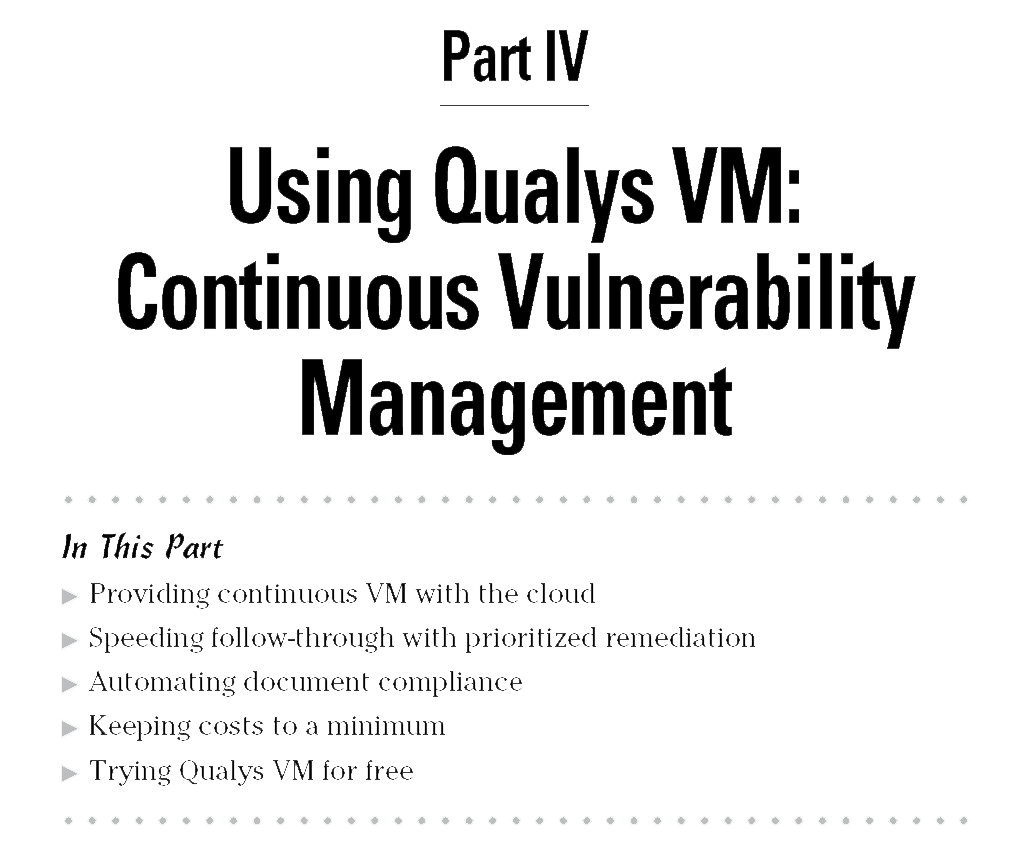 Part IV
Using Qualys VM:
Continuous Vulnerability
Management
In This Part
Providing continuous VM with the cloud
Speeding follow-through with prioritized remediation
Automating document compliance
Keeping costs to a minimum
Trying Qualys VM for free